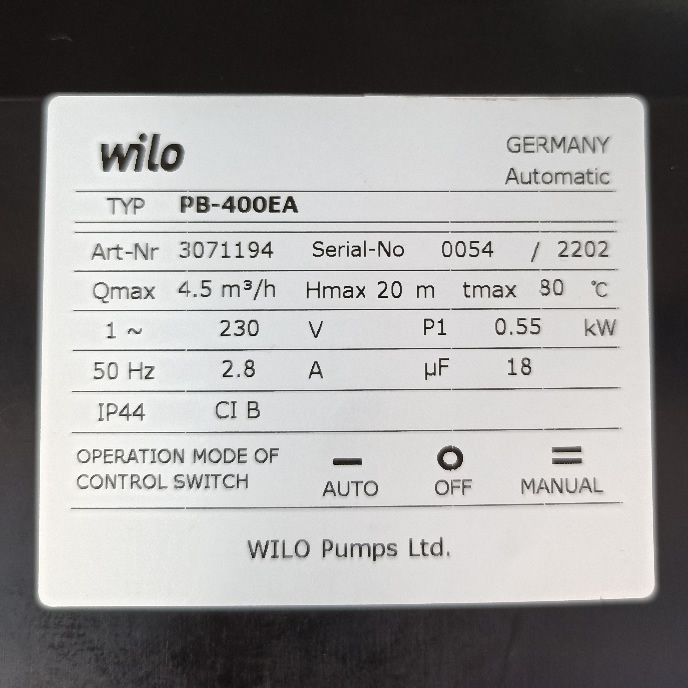 wilo
GERMANY
Automatic
TYP PB-400EA
Art-Nr 3071194 Serial-No 0054 / 2202
Qmax 4.5 m³/h Hmax 20 m tmax 80 °C
1 ~ 230 V P1 0.55 kW
50 Hz 2.8 A µF 18
IP44 CI B
OPERATION MODE OF
CONTROL SWITCH
AUTO OFF MANUAL
WILO Pumps Ltd.